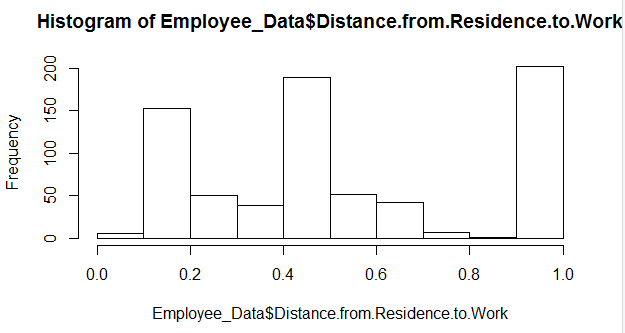 Histogram of Employee_Data$Distance.from.Residence.to.Work
Frequency
200
150
100
50
0
0.0 0.2 0.4 0.6 0.8 1.0
Employee_Data$Distance.from.Residence.to.Work